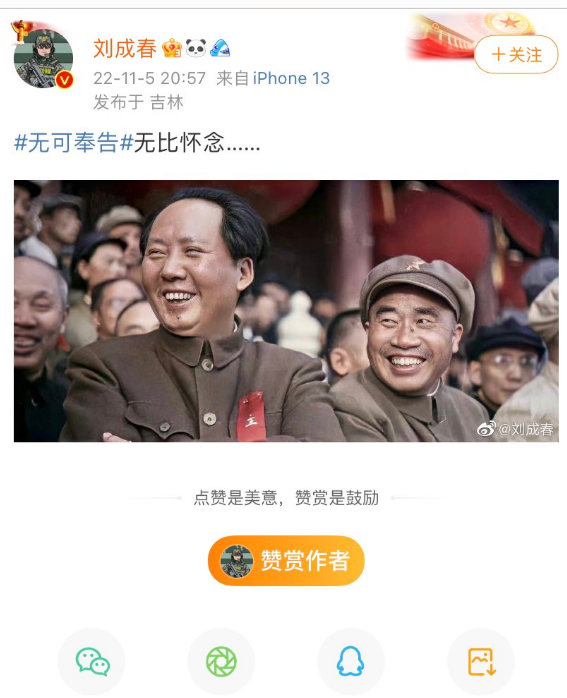 刘成春
+关注
22-11-5 20:57 来自 iPhone 13
发布于 吉林
#无可奉告#无比怀念......
主
@刘成春
点赞是美意，赞赏是鼓励
赞赏作者